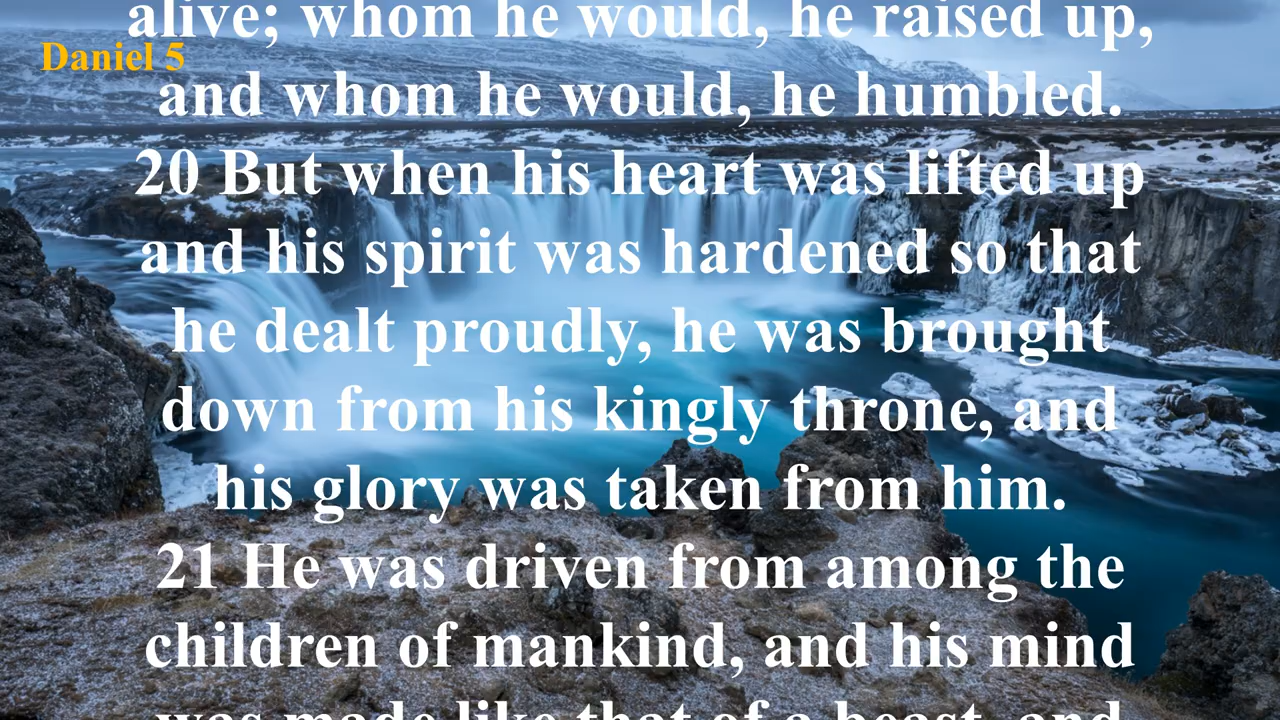 alive; whom he would, he raised up,
Daniel 5
and whom he would, he humbled.
20 But when his heart was lifted up
and his spirit was hardened so that
he dealt proudly, he was brought
down from his kingly throne, and
his glory was taken from him.
21 He was driven from among the
children of mankind, and his mind
was made like that of a beast, and